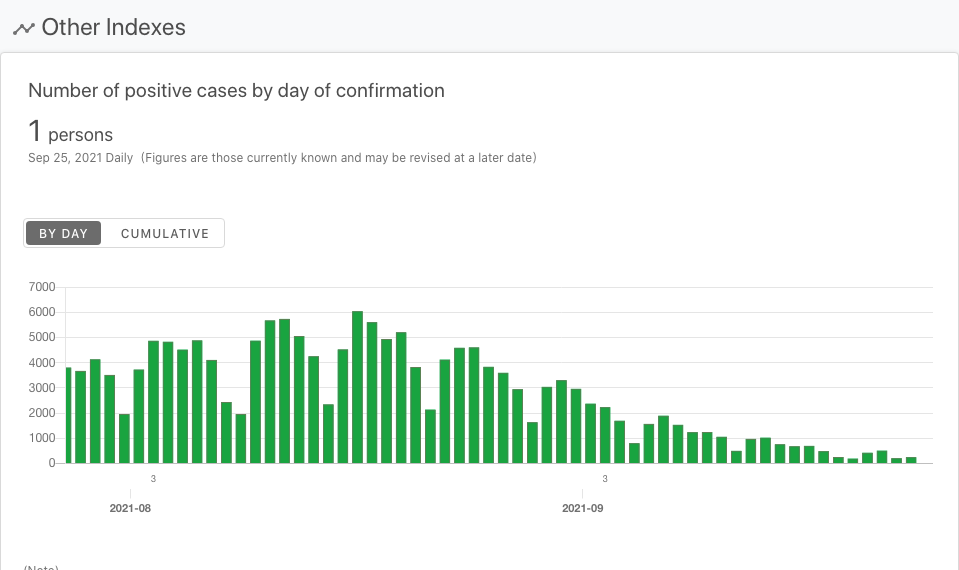 Other Indexes
Number of positive cases by day of confirmation
1 persons
Sep 25, 2021 Daily (Figures are those currently known and may be revised at a later date)
BY DAY CUMULATIVE
7000
6000
5000
4000
3000
2000
1000
0
3 3
2021-08 2021-09
(Note)